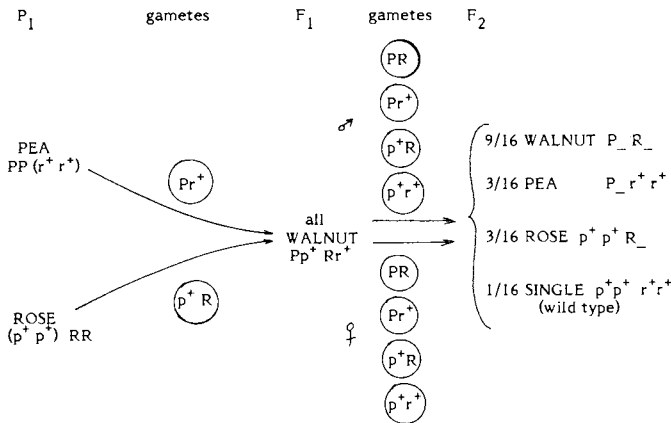 P₁ gametes F₁ gametes F₂
PR
Pr⁺
p⁺R
p⁺r⁺
♂
PEA
PP (r⁺ r⁺)
Pr⁺
ROSE
(p⁺ p⁺) RR
p⁺ R
all
WALNUT
Pp⁺ Rr⁺
PR
Pr⁺
p⁺R
p⁺r⁺
♀
9/16 WALNUT P_ R_
3/16 PEA P_ r⁺ r⁺
3/16 ROSE p⁺ p⁺ R_
1/16 SINGLE p⁺p⁺ r⁺r⁺
(wild type)